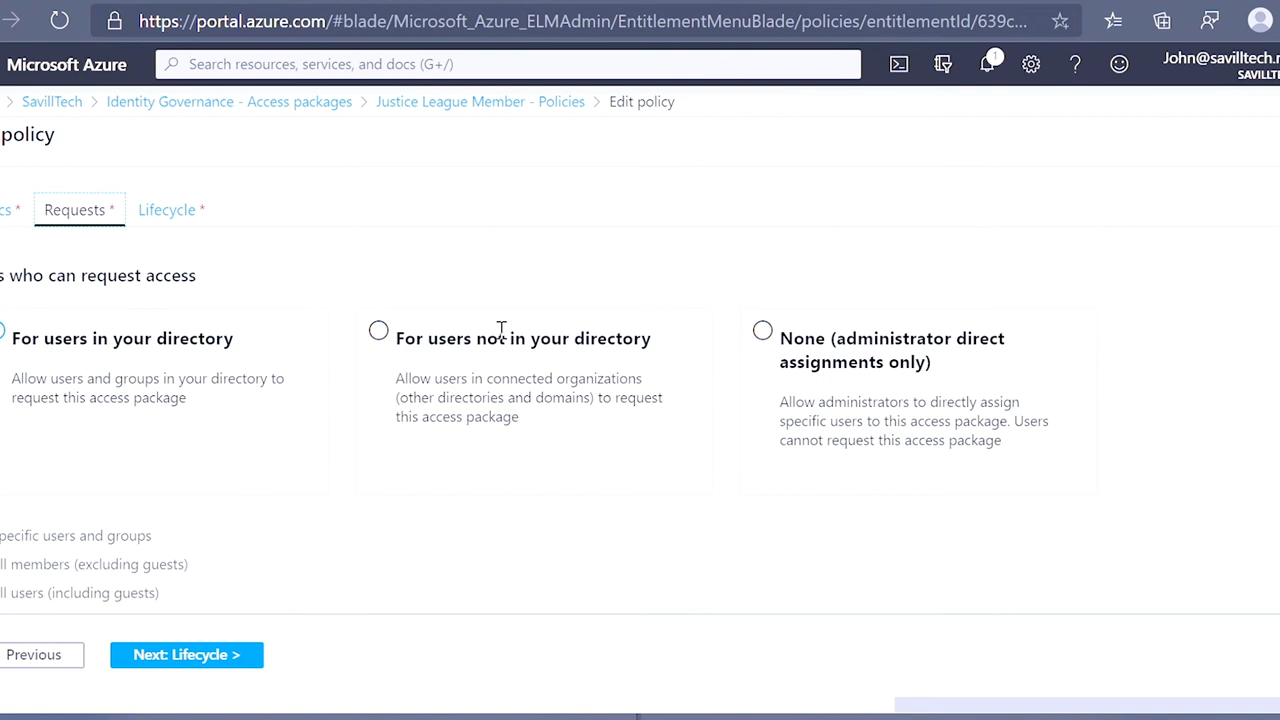 https://portal.azure.com/#blade/Microsoft_Azure_ELMAdmin/EntitlementMenuBlade/policies/entitlementId/639c...
Microsoft Azure
Search resources, services, and docs (G+/)
1
John@savilltech.
SAVILLT
SavillTech > Identity Governance - Access packages > Justice League Member - Policies > Edit policy
policy
cs *
Requests *
Lifecycle *
s who can request access
For users in your directory
Allow users and groups in your directory to
request this access package
For users not in your directory
Allow users in connected organizations
(other directories and domains) to request
this access package
None (administrator direct
assignments only)
Allow administrators to directly assign
specific users to this access package. Users
cannot request this access package
pecific users and groups
ll members (excluding guests)
ll users (including guests)
Previous
Next: Lifecycle >